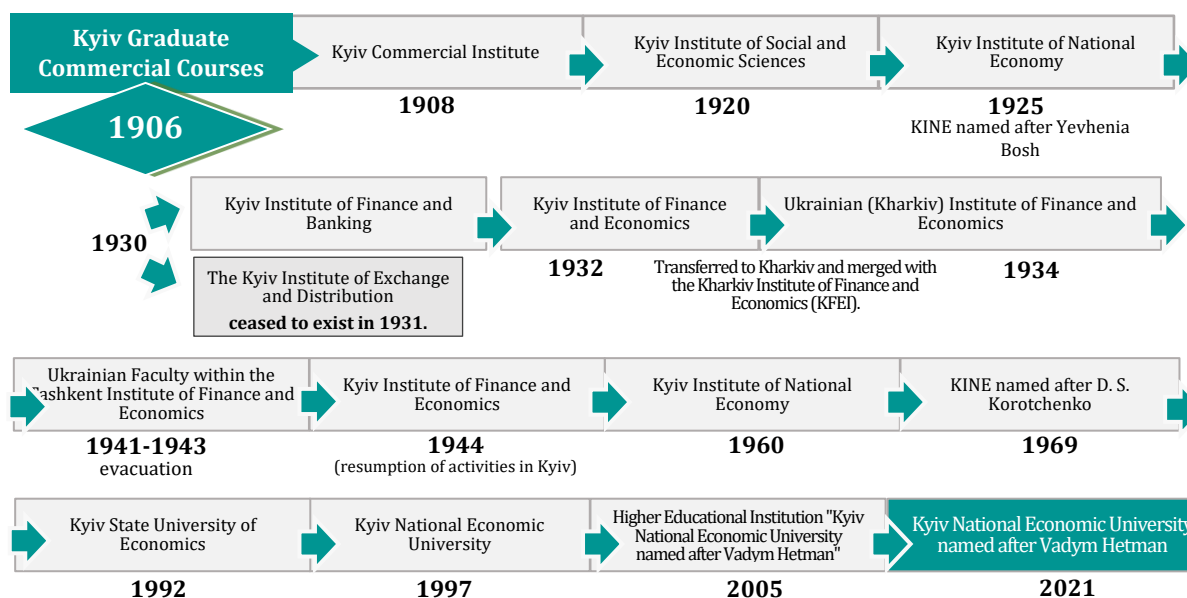 Kyiv Graduate
Commercial Courses
1906
Kyiv Commercial Institute
1908
Kyiv Institute of Social and
Economic Sciences
1920
Kyiv Institute of National
Economy
1925
KINE named after Yevhenia
Bosh
1930
Kyiv Institute of Finance and
Banking
The Kyiv Institute of Exchange
and Distribution
ceased to exist in 1931.
Kyiv Institute of Finance
and Economics
1932
Ukrainian (Kharkiv) Institute of Finance and
Economics
1934
Transferred to Kharkiv and merged with
the Kharkiv Institute of Finance and
Economics (KFEI).
Ukrainian Faculty within the
Tashkent Institute of Finance and
Economics
1941-1943
evacuation
Kyiv Institute of Finance and
Economics
1944
(resumption of activities in Kyiv)
Kyiv Institute of National
Economy
1960
KINE named after D. S.
Korotchenko
1969
Kyiv State University of
Economics
1992
Kyiv National Economic
University
1997
Higher Educational Institution "Kyiv
National Economic University
named after Vadym Hetman"
2005
Kyiv National Economic University
named after Vadym Hetman
2021